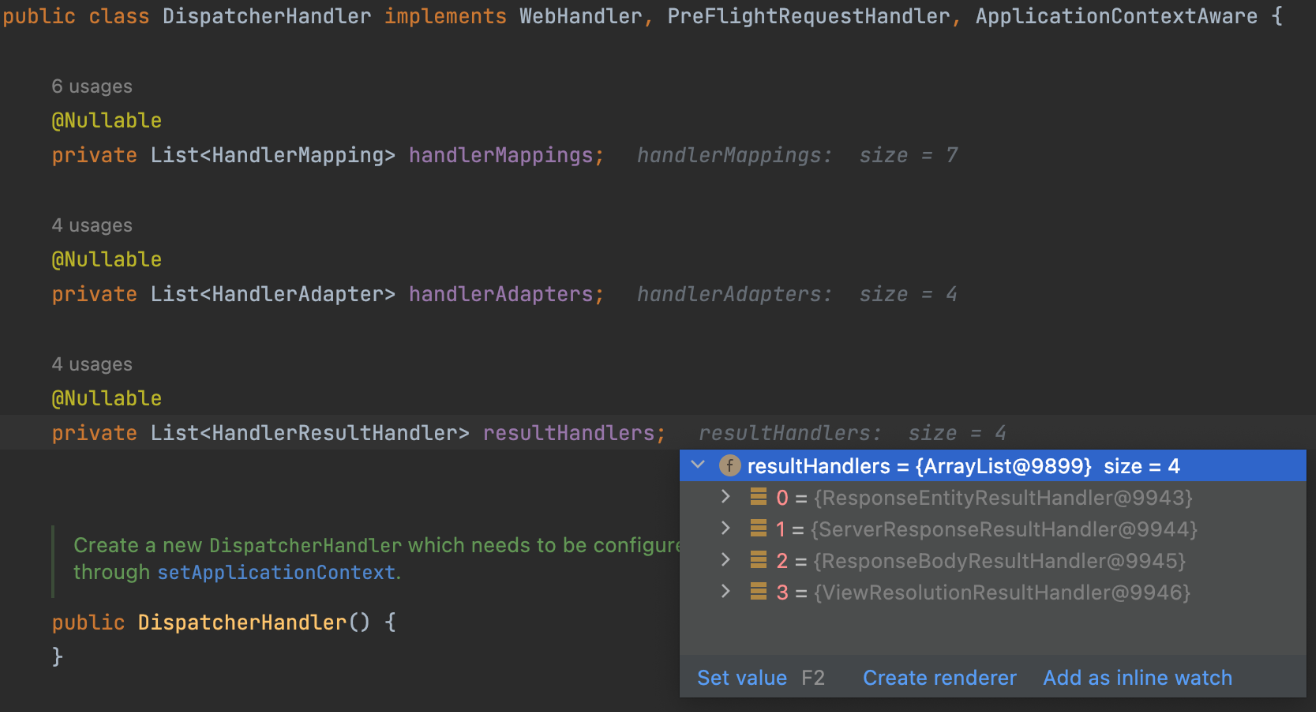 public class DispatcherHandler implements WebHandler, PreFlightRequestHandler, ApplicationContextAware {
6 usages
@Nullable
private List<HandlerMapping> handlerMappings; handlerMappings: size = 7
4 usages
@Nullable
private List<HandlerAdapter> handlerAdapters; handlerAdapters: size = 4
4 usages
@Nullable
private List<HandlerResultHandler> resultHandlers; resultHandlers: size = 4
f resultHandlers = {ArrayList@9899} size = 4
0 = {ResponseEntityResultHandler@9943}
1 = {ServerResponseResultHandler@9944}
2 = {ResponseBodyResultHandler@9945}
3 = {ViewResolutionResultHandler@9946}
Set value F2 Create renderer Add as inline watch
Create a new DispatcherHandler which needs to be configure
through setApplicationContext.
public DispatcherHandler() {
}